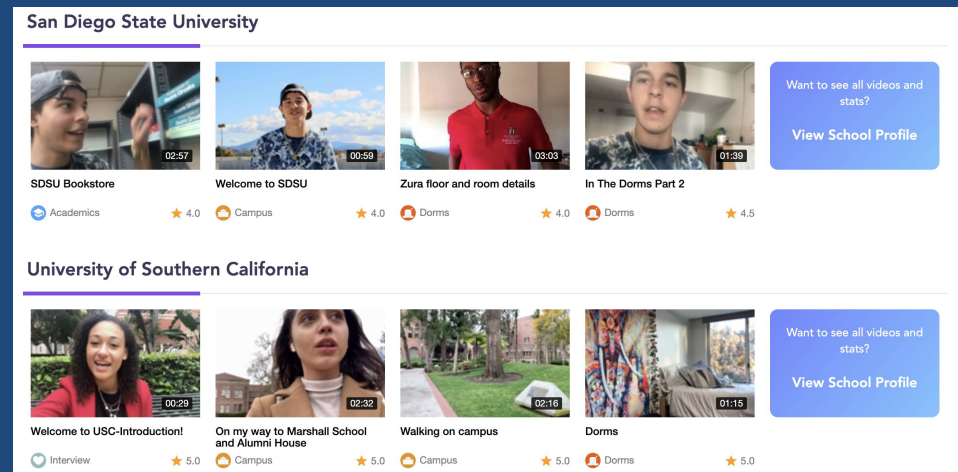 San Diego State University
02:57
00:59
03:03
01:39
Want to see all videos and
stats?
View School Profile
SDSU Bookstore
Welcome to SDSU
Zura floor and room details
In The Dorms Part 2
Academics
4.0
Campus
4.0
Dorms
4.0
Dorms
4.5
University of Southern California
00:29
02:32
02:16
01:15
Want to see all videos and
stats?
View School Profile
Welcome to USC-Introduction!
On my way to Marshall School
and Alumni House
Walking on campus
Dorms
Interview
5.0
Campus
5.0
Campus
5.0
Dorms
5.0